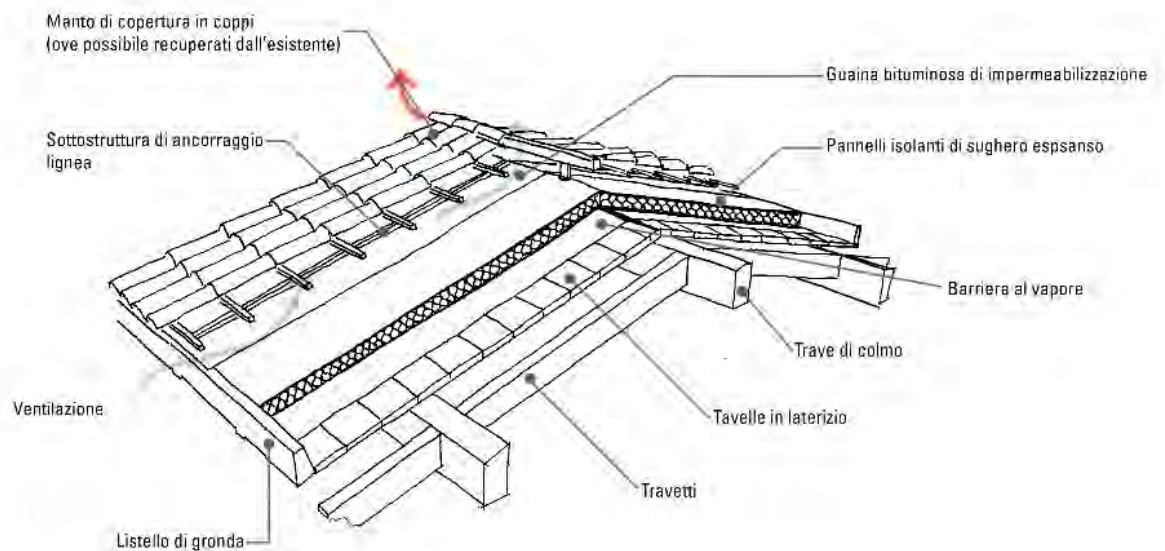 Manto di copertura in coppi
(ove possibile recuperati dall'esistente)
Guaina bituminosa di impermeabilizzazione
Sottostruttura di ancorraggio
lignea
Pannelli isolanti di sughero espsanso
Barriera al vapore
Trave di colmo
Ventilazione
Tavelle in laterizio
Travetti
Listello di gronda